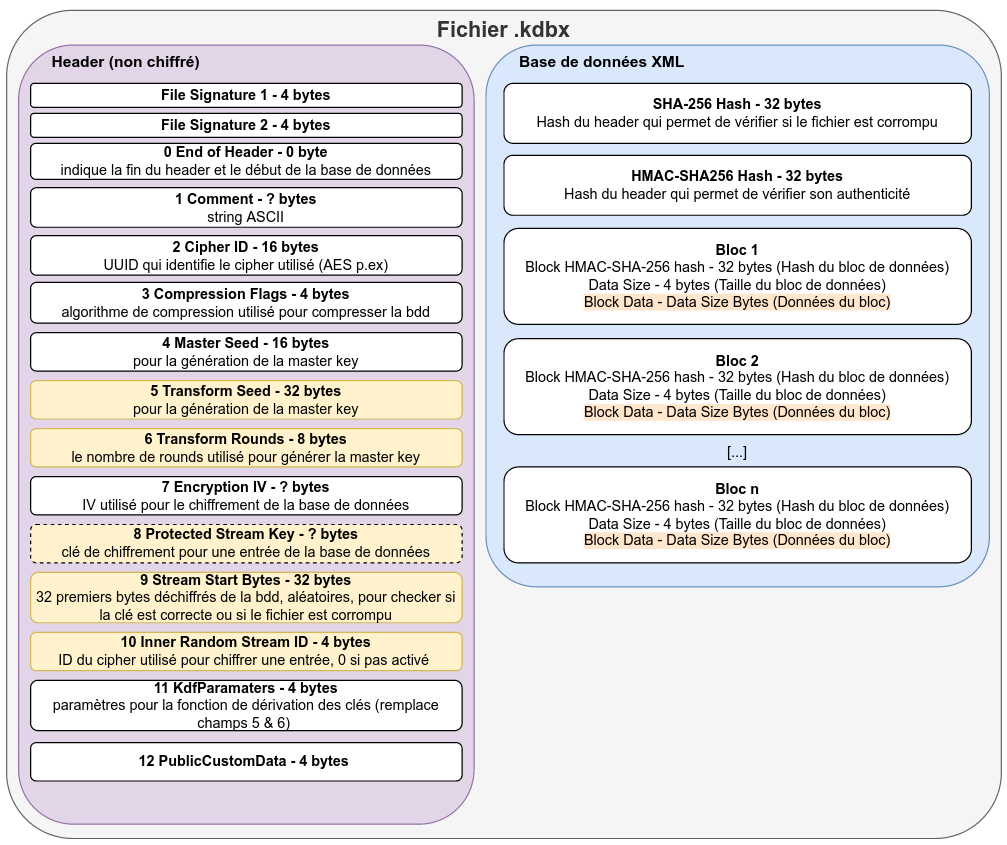 Fichier .kdbx
Header (non chiffré)
File Signature 1 - 4 bytes
File Signature 2 - 4 bytes
0 End of Header - 0 byte
indique la fin du header et le début de la base de données
1 Comment - ? bytes
string ASCII
2 Cipher ID - 16 bytes
UUID qui identifie le cipher utilisé (AES p.ex)
3 Compression Flags - 4 bytes
algorithme de compression utilisé pour compresser la bdd
4 Master Seed - 16 bytes
pour la génération de la master key
5 Transform Seed - 32 bytes
pour la génération de la master key
6 Transform Rounds - 8 bytes
le nombre de rounds utilisé pour générer la master key
7 Encryption IV - ? bytes
IV utilisé pour le chiffrement de la base de données
8 Protected Stream Key - ? bytes
clé de chiffrement pour une entrée de la base de données
9 Stream Start Bytes - 32 bytes
32 premiers bytes déchiffrés de la bdd, aléatoires, pour checker si
la clé est correcte ou si le fichier est corrompu
10 Inner Random Stream ID - 4 bytes
ID du cipher utilisé pour chiffrer une entrée, 0 si pas activé
11 KdfParamaters - 4 bytes
paramètres pour la fonction de dérivation des clés (remplace
champs 5 & 6)
12 PublicCustomData - 4 bytes
Base de données XML
SHA-256 Hash - 32 bytes
Hash du header qui permet de vérifier si le fichier est corrompu
HMAC-SHA256 Hash - 32 bytes
Hash du header qui permet de vérifier son authenticité
Bloc 1
Block HMAC-SHA-256 hash - 32 bytes (Hash du bloc de données)
Data Size - 4 bytes (Taille du bloc de données)
Block Data - Data Size Bytes (Données du bloc)
Bloc 2
Block HMAC-SHA-256 hash - 32 bytes (Hash du bloc de données)
Data Size - 4 bytes (Taille du bloc de données)
Block Data - Data Size Bytes (Données du bloc)
[...]
Bloc n
Block HMAC-SHA-256 hash - 32 bytes (Hash du bloc de données)
Data Size - 4 bytes (Taille du bloc de données)
Block Data - Data Size Bytes (Données du bloc)